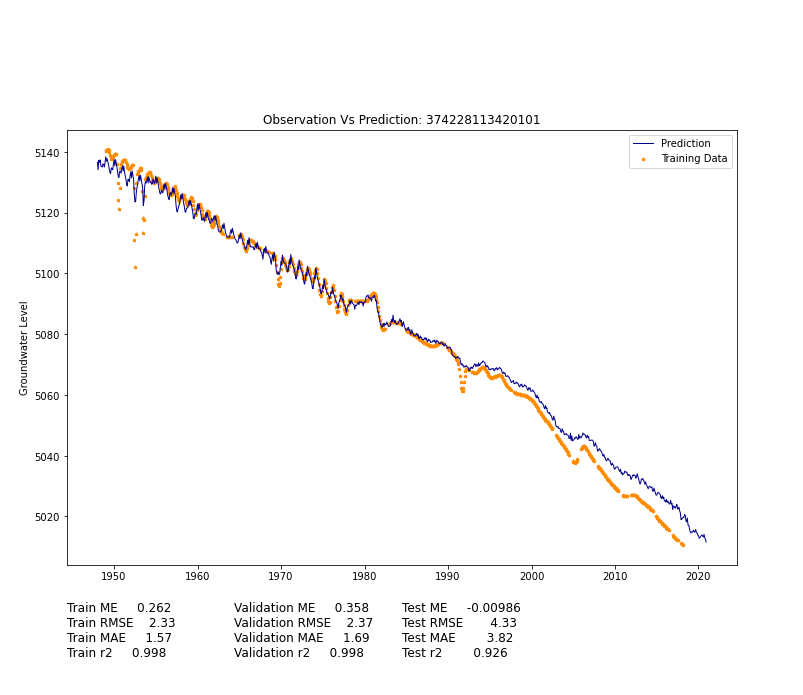 Observation Vs Prediction: 374228113420101
Prediction
Training Data
Groundwater Level
5140
5120
5100
5080
5060
5040
5020
1950 1960 1970 1980 1990 2000 2010 2020
Train ME 0.262 Validation ME 0.358 Test ME -0.00986
Train RMSE 2.33 Validation RMSE 2.37 Test RMSE 4.33
Train MAE 1.57 Validation MAE 1.69 Test MAE 3.82
Train r2 0.998 Validation r2 0.998 Test r2 0.926